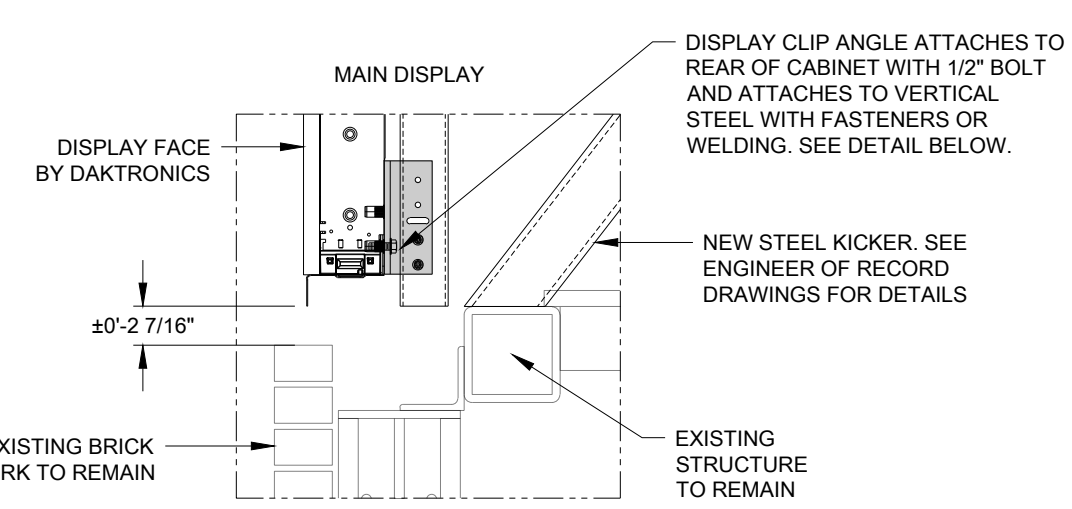 MAIN DISPLAY
DISPLAY CLIP ANGLE ATTACHES TO
REAR OF CABINET WITH 1/2" BOLT
AND ATTACHES TO VERTICAL
STEEL WITH FASTENERS OR
WELDING. SEE DETAIL BELOW.
DISPLAY FACE
BY DAKTRONICS
NEW STEEL KICKER. SEE
ENGINEER OF RECORD
DRAWINGS FOR DETAILS
±0'-2 7/16"
XISTING BRICK
RK TO REMAIN
EXISTING
STRUCTURE
TO REMAIN